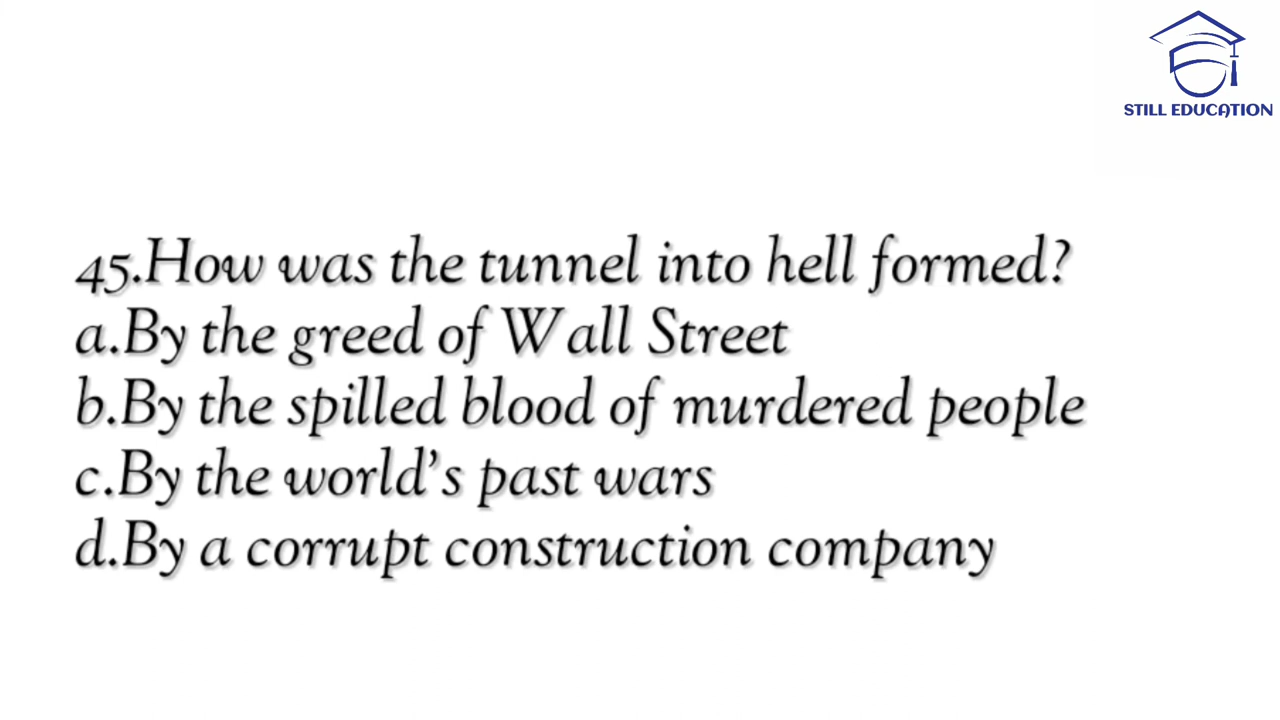 STILL EDUCATION
45.How was the tunnel into hell formed?
a.By the greed of Wall Street
b.By the spilled blood of murdered people
c.By the world's past wars
d.By a corrupt construction company